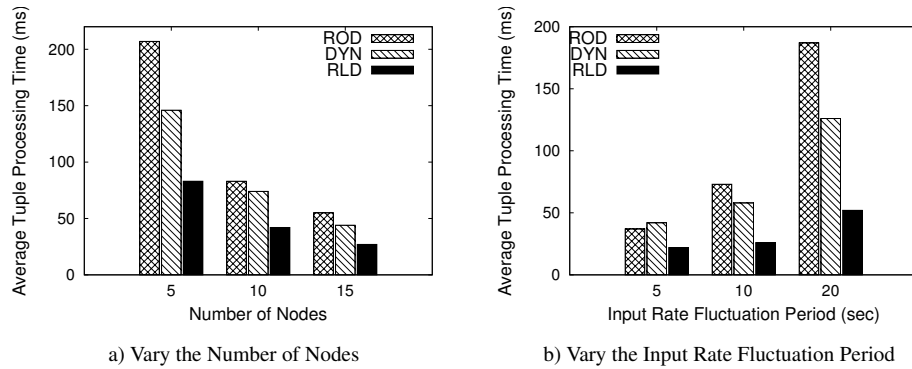 Average Tuple Processing Time (ms)
200
150
100
50
0
ROD
DYN
RLD
5 10 15
Number of Nodes
a) Vary the Number of Nodes
Average Tuple Processing Time (ms)
200
150
100
50
0
ROD
DYN
RLD
5 10 20
Input Rate Fluctuation Period (sec)
b) Vary the Input Rate Fluctuation Period